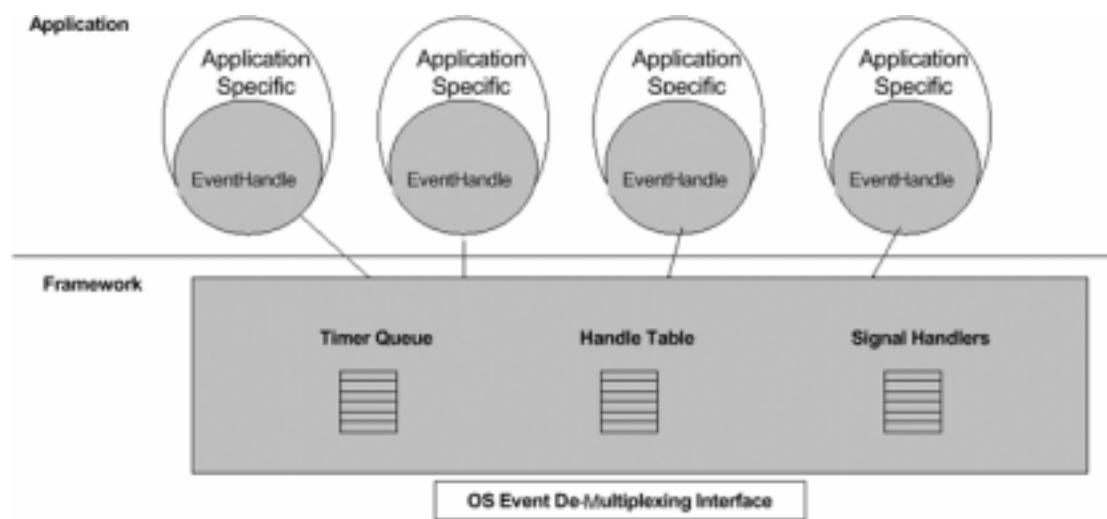 Application
Application
Specific
Application
Specific
Application
Specific
Application
Specific
EventHandle
EventHandle
EventHandle
EventHandle
Framework
Timer Queue
Handle Table
Signal Handlers
OS Event De-Multiplexing Interface